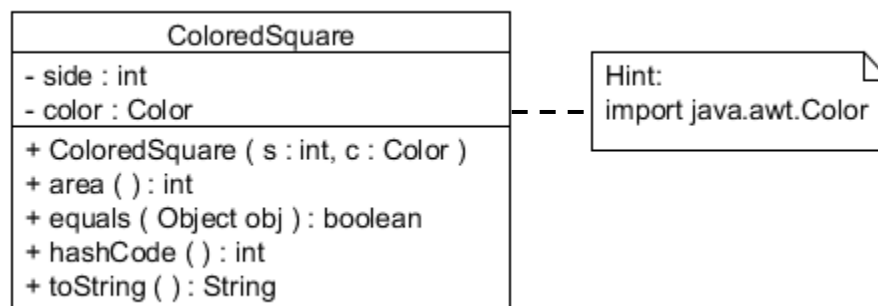 ColoredSquare
- side : int
- color : Color
+ ColoredSquare ( s : int, c : Color )
+ area ( ) : int
+ equals ( Object obj ) : boolean
+ hashCode ( ) : int
+ toString ( ) : String
Hint:
import java.awt.Color